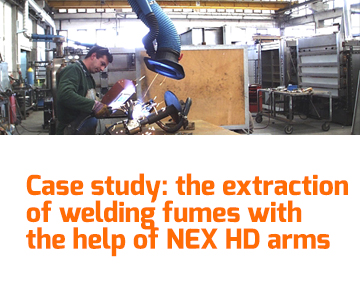 Case study: the extraction
of welding fumes with
the help of NEX HD arms